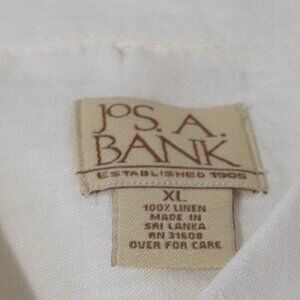 JOS. A.
BANK
ESTABLISHED 1905
XL
100% LINEN
MADE IN
SRI LANKA
RN 31608
OVER FOR CARE